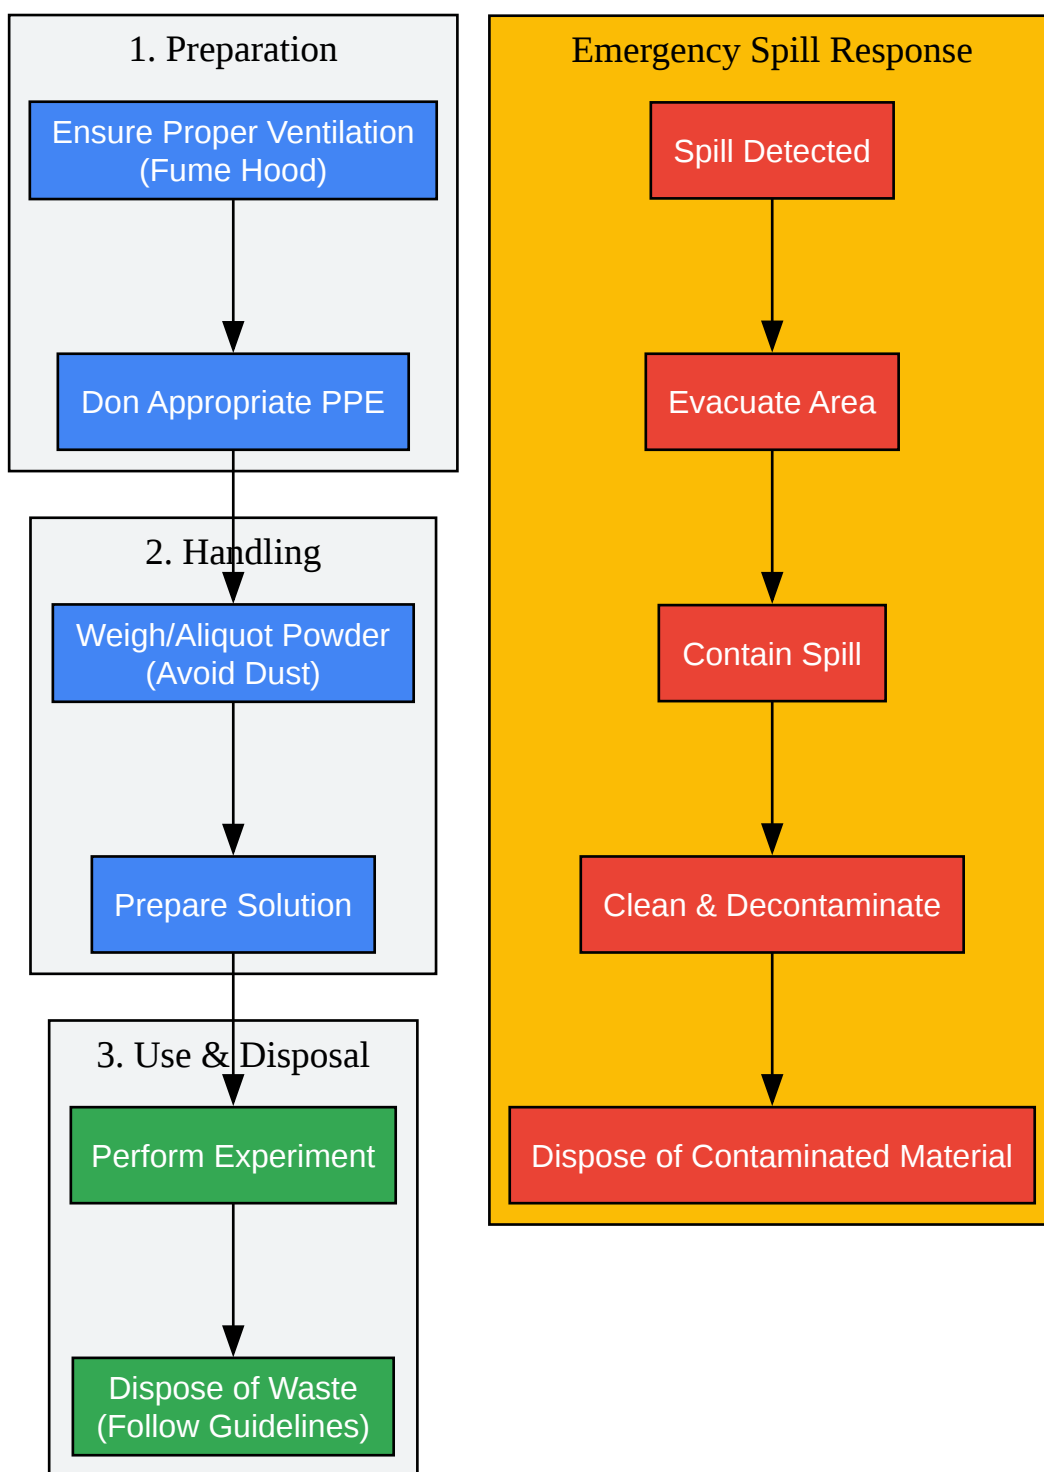 1. Preparation
Ensure Proper Ventilation
(Fume Hood)
Don Appropriate PPE
2. Handling
Weigh/Aliquot Powder
(Avoid Dust)
Prepare Solution
3. Use & Disposal
Perform Experiment
Dispose of Waste
(Follow Guidelines)
Emergency Spill Response
Spill Detected
Evacuate Area
Contain Spill
Clean & Decontaminate
Dispose of Contaminated Material